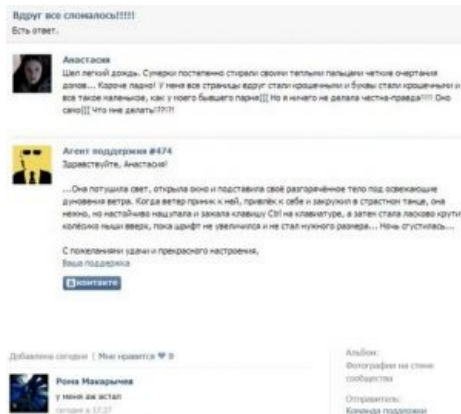 Вдруг все сломалось!!!!!
Есть ответ.
Анастасия
Шел легкий дождь. Сумерки постепенно стирали своими теплыми пальцами четкие очертания
домов... Короче ладно! У меня все страницы вдруг стали крошечными и буквы стали крошечными и
все такое маленькое, как у моего бывшего парня((( Но я ничего не делала честна-правда!!!! Оно
само((( Что мне делать!??!?!
Агент поддержки #474
Здравствуйте, Анастасия!
...Она потушила свет, открыла окно и подставила своё разгорячённое тело под освежающие
дуновения ветра. Когда ветер приник к ней, привлёк к себе и закружил в страстном танце, она
нежно, но настойчиво нащупала и зажала клавишу Ctrl на клавиатуре, а затем стала ласково крутить
колёсико мыши вверх, пока шрифт не увеличился и не стал нужного размера... Ночь сгустилась...
С пожеланиями удачи и прекрасного настроения,
Ваша поддержка
В контакте
Добавлена сегодня | Мне нравится 9
Рома Макарычев
у меня аж встал
сегодня в 17:27
Альбом:
Фотографии на стене
сообщества
Отправитель:
Команда поддержки